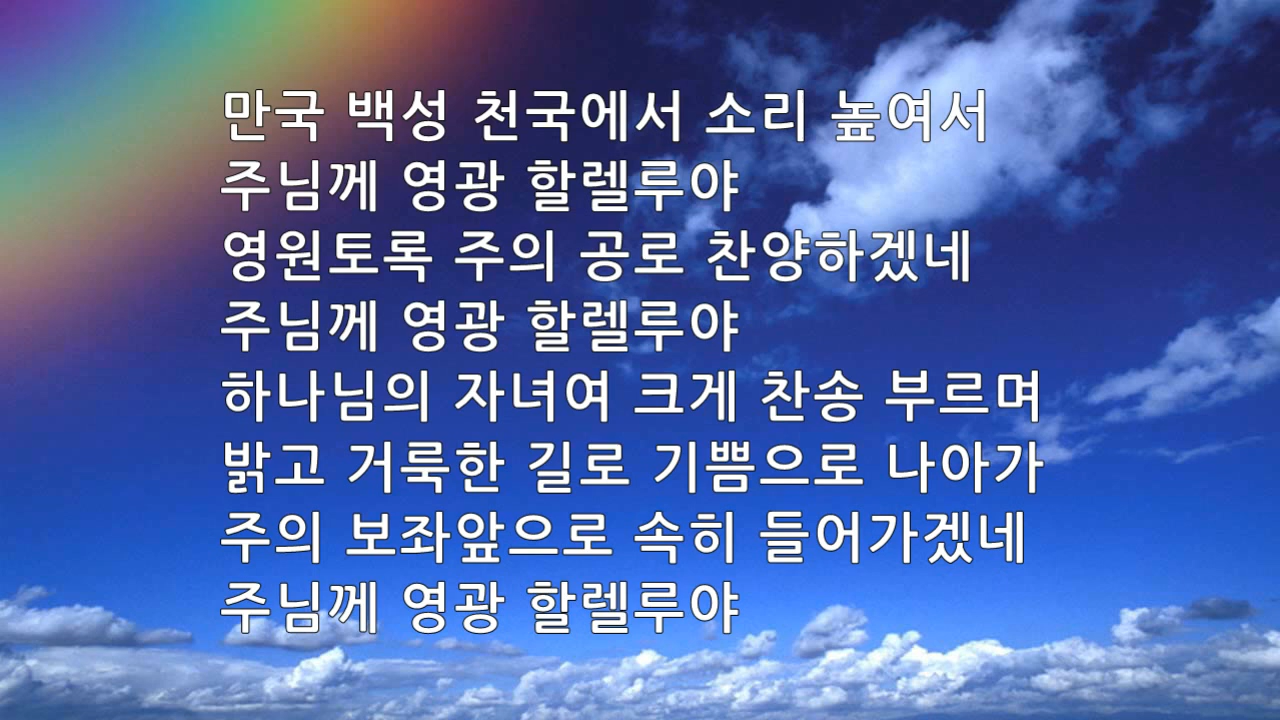 만국 백성 천국에서 소리 높여서
주님께 영광 할렐루야
영원토록 주의 공로 찬양하겠네
주님께 영광 할렐루야
하나님의 자녀여 크게 찬송 부르며
밝고 거룩한 길로 기쁨으로 나아가
주의 보좌앞으로 속히 들어가겠네
주님께 영광 할렐루야